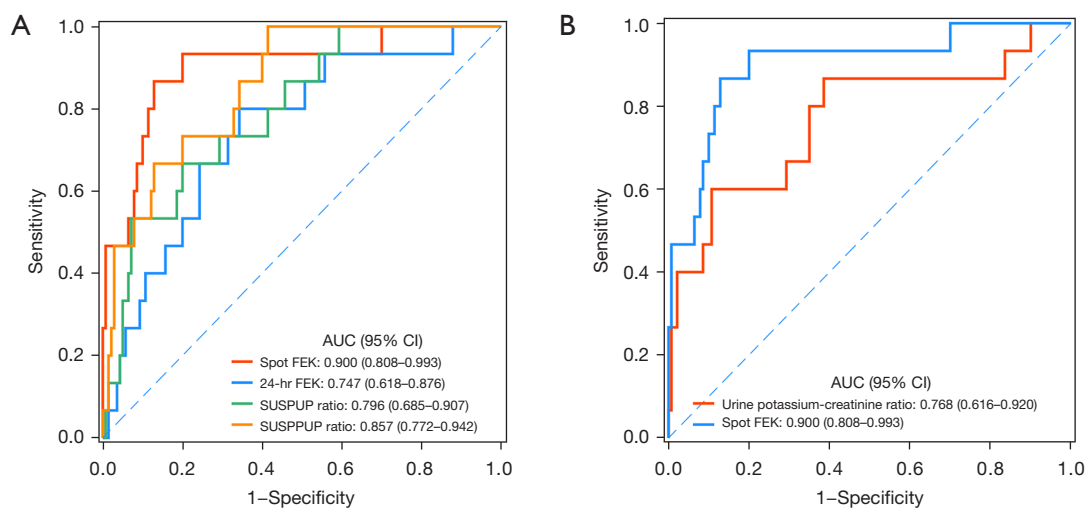 A
1.0
0.8
0.6
0.4
0.2
0.0
Sensitivity
AUC (95% CI)
Spot FEK: 0.900 (0.808–0.993)
24-hr FEK: 0.747 (0.618–0.876)
SUSPUP ratio: 0.796 (0.685–0.907)
SUSPPUP ratio: 0.857 (0.772–0.942)
0.0 0.2 0.4 0.6 0.8 1.0
1–Specificity
B
1.0
0.8
0.6
0.4
0.2
0.0
Sensitivity
AUC (95% CI)
Urine potassium-creatinine ratio: 0.768 (0.616–0.920)
Spot FEK: 0.900 (0.808–0.993)
0.0 0.2 0.4 0.6 0.8 1.0
1–Specificity